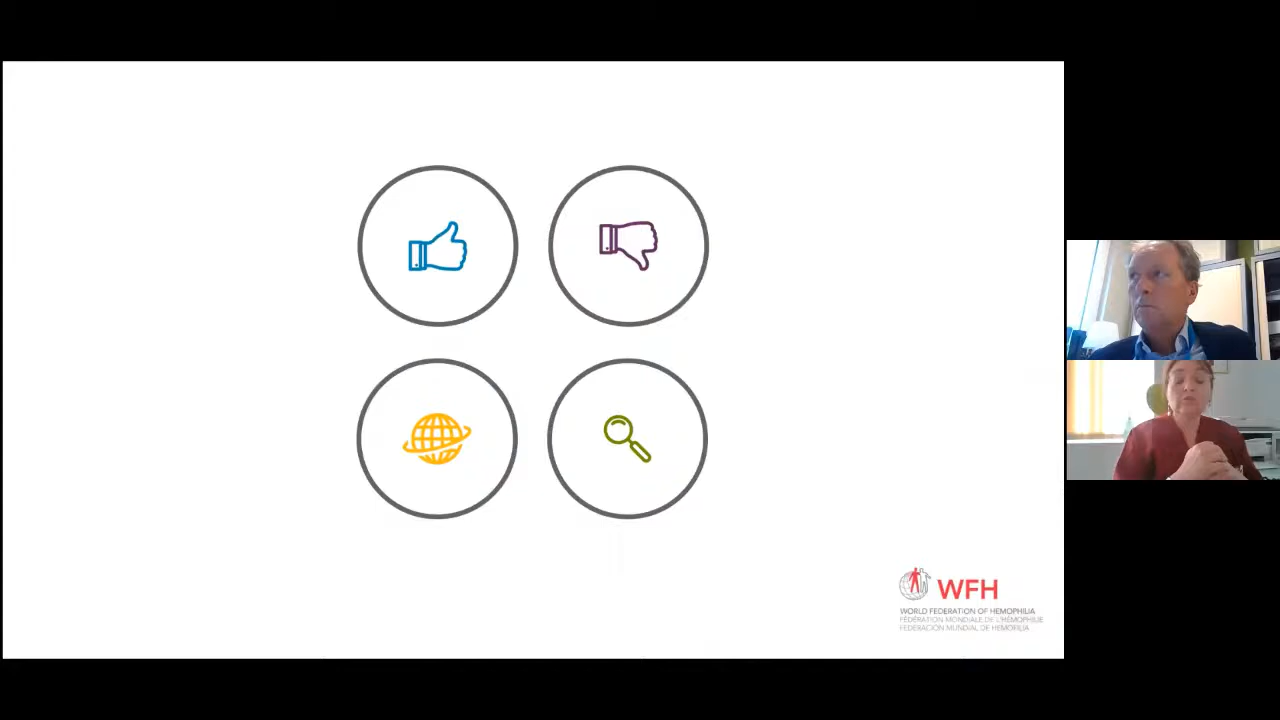 WFH
WORLD FEDERATION OF HEMOPHILIA
FÉDÉRATION MONDIALE DE L'HÉMOPHILIE
FEDERACIÓN MUNDIAL DE HEMOFILIA